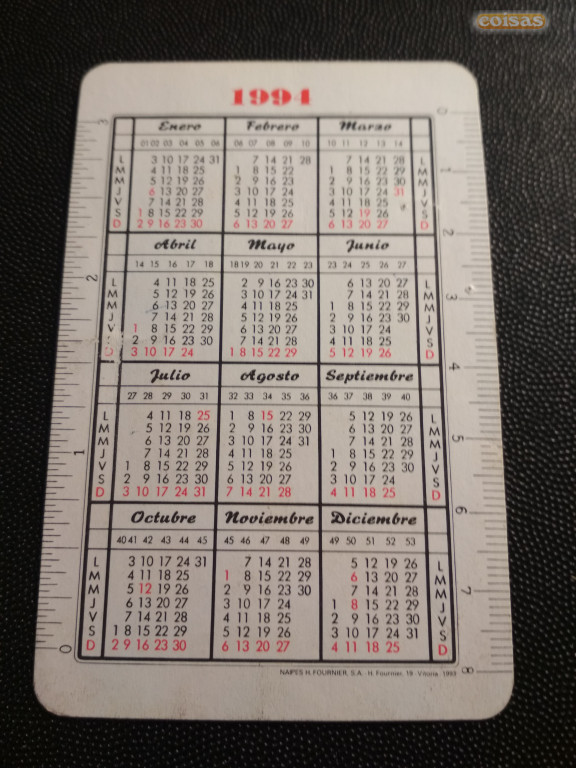 coisas
1994
Enero Febrero Marzo
01 02 03 04 05 06 06 07 08 09 10 10 11 12 13 14
L 3 10 17 24 31 7 14 21 28 7 14 21 28 L
M 4 11 18 25 1 8 15 22 1 8 15 22 29 M
M 5 12 19 26 2 9 16 23 2 9 16 23 30 M
J 6 13 20 27 3 10 17 24 3 10 17 24 31 J
V 7 14 21 28 4 11 18 25 4 11 18 25 V
S 1 8 15 22 29 5 12 19 26 5 12 19 26 S
D 2 9 16 23 30 6 13 20 27 6 13 20 27 D
Abril Mayo Junio
14 15 16 17 18 18 19 20 21 22 23 23 24 25 26 27
L 4 11 18 25 2 9 16 23 30 6 13 20 27 L
M 5 12 19 26 3 10 17 24 31 7 14 21 28 M
M 6 13 20 27 4 11 18 25 1 8 15 22 29 M
J 7 14 21 28 5 12 19 26 2 9 16 23 30 J
V 1 8 15 22 29 6 13 20 27 3 10 17 24 V
S 2 9 16 23 30 7 14 21 28 4 11 18 25 S
D 3 10 17 24 1 8 15 22 29 5 12 19 26 D
Julio Agosto Septiembre
27 28 29 30 31 32 33 34 35 36 36 37 38 39 40
L 4 11 18 25 1 8 15 22 29 5 12 19 26 L
M 5 12 19 26 2 9 16 23 30 6 13 20 27 M
M 6 13 20 27 3 10 17 24 31 7 14 21 28 M
J 7 14 21 28 4 11 18 25 1 8 15 22 29 J
V 1 8 15 22 29 5 12 19 26 2 9 16 23 30 V
S 2 9 16 23 30 6 13 20 27 3 10 17 24 S
D 3 10 17 24 31 7 14 21 28 4 11 18 25 D
Octubre Noviembre Diciembre
40 41 42 43 44 45 45 46 47 48 49 49 50 51 52 53
L 3 10 17 24 31 7 14 21 28 5 12 19 26 L
M 4 11 18 25 1 8 15 22 29 6 13 20 27 M
M 5 12 19 26 2 9 16 23 30 7 14 21 28 M
J 6 13 20 27 3 10 17 24 1 8 15 22 29 J
V 7 14 21 28 4 11 18 25 2 9 16 23 30 V
S 1 8 15 22 29 5 12 19 26 3 10 17 24 31 S
D 2 9 16 23 30 6 13 20 27 4 11 18 25 D
NAIPES H. FOURNIER, S.A. H. Fournier, 19 - Vitoria - 1993
0 1 2 3
0 1 2 3 4 5 6 7 8